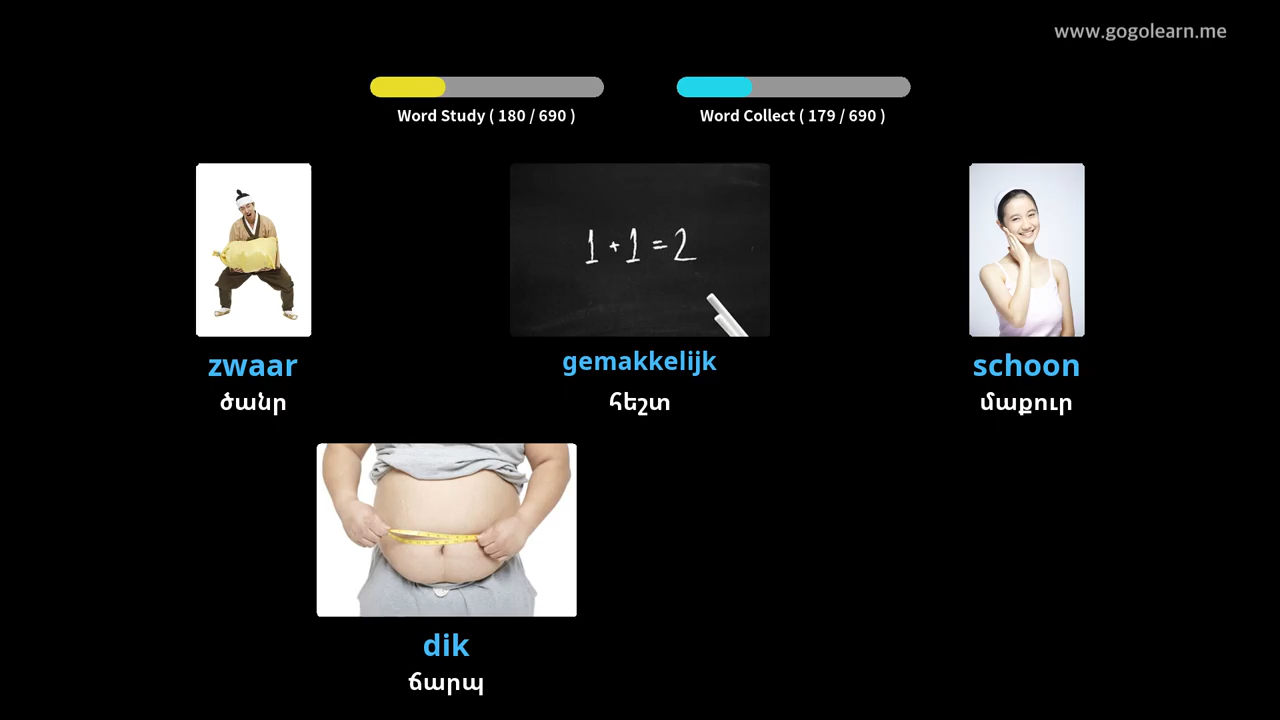 www.gogolearn.me
Word Study ( 180 / 690 )
Word Collect ( 179 / 690 )
1 + 1 = 2
zwaar
ծանր
gemakkelijk
հեշտ
schoon
մաքուր
dik
ճարպ